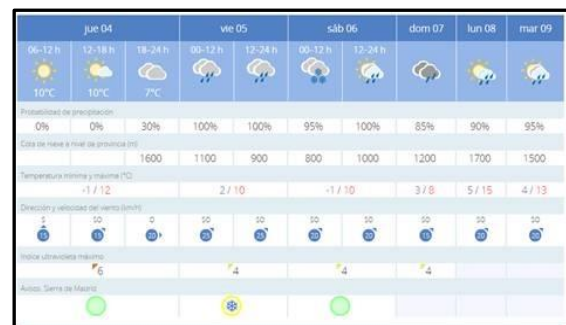 jue 04 vie 05 sáb 06 dom 07 lun 08 mar 09
06-12 h 12-18 h 18-24 h 00-12 h 12-24 h 00-12 h 12-24 h
10°C 10°C 7°C
Probabilidad de precipitación
0% 0% 30% 100% 100% 95% 100% 85% 90% 95%
Cota de nieve a nivel de provincia (m)
1600 1100 900 800 1000 1200 1700 1500
Temperatura mínima y máxima (°C)
-1 / 12 2 / 10 -1 / 10 3 / 8 5 / 15 4 / 13
Dirección y velocidad del viento (km/h)
S SO O SO SO SO SO SO SO SO
15 15 20 25 25 20 20 15 20 20
Índice ultravioleta máximo
6 4 4 4
Avisos. Sierra de Madrid